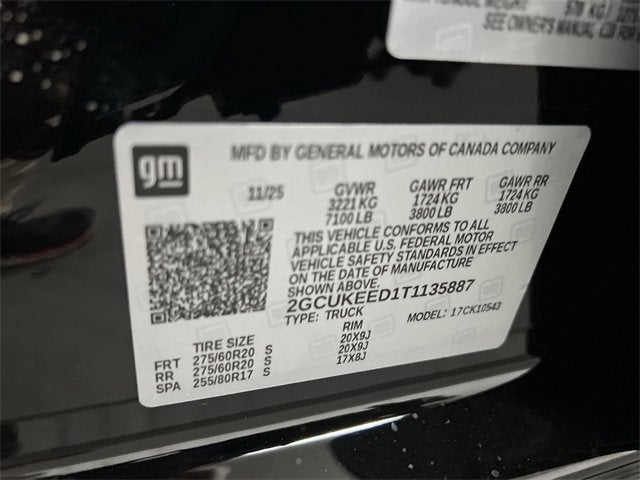 578 KG
SEE OWNER'S MANUAL
FOR
gm
MFD BY GENERAL MOTORS OF CANADA COMPANY
11/25 GVWR GAWR FRT GAWR RR
3221 KG 1724 KG 1724 KG
7100 LB 3800 LB 3800 LB
THIS VEHICLE CONFORMS TO ALL
APPLICABLE U.S. FEDERAL MOTOR
VEHICLE SAFETY STANDARDS IN EFFECT
ON THE DATE OF MANUFACTURE
SHOWN ABOVE.
2GCUKEED1T1135887
TYPE: TRUCK MODEL: 17CK10543
TIRE SIZE RIM
FRT 275/60R20 S 20X9J
RR 275/60R20 S 20X9J
SPA 255/80R17 S 17X8J